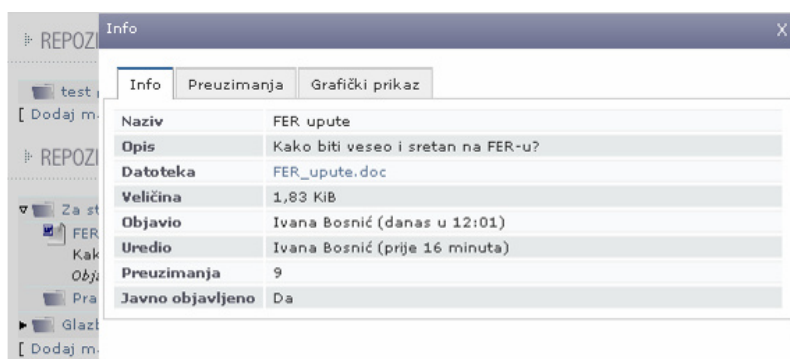 Info X
REPOZI
Info Preuzimanja Grafički prikaz
test
[ Dodaj m
Naziv FER upute
Opis Kako biti veseo i sretan na FER-u?
REPOZI
Datoteka FER_upute.doc
Veličina 1,83 KiB
Za st
Objavio Ivana Bosnić (danas u 12:01)
FER
Uredio Ivana Bosnić (prije 16 minuta)
Kak
Preuzimanja 9
Obj
Pra
Javno objavljeno Da
Glazb
[ Dodaj m